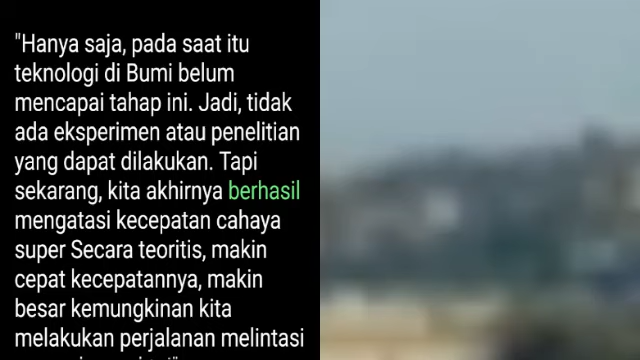 "Hanya saja, pada saat itu
teknologi di Bumi belum
mencapai tahap ini. Jadi, tidak
ada eksperimen atau penelitian
yang dapat dilakukan. Tapi
sekarang, kita akhirnya berhasil
mengatasi kecepatan cahaya
super Secara teoritis, makin
cepat kecepatannya, makin
besar kemungkinan kita
melakukan perjalanan melintasi